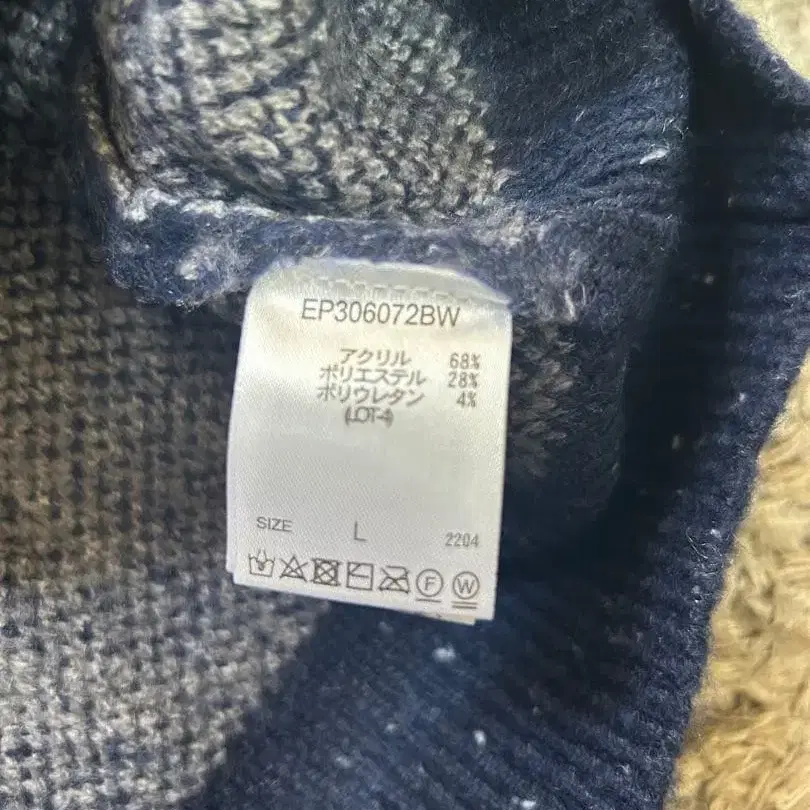 EP306072BW
アクリル 68%
ポリエステル 28%
ポリウレタン 4%
(LOT-4)
SIZE L 2204
F W